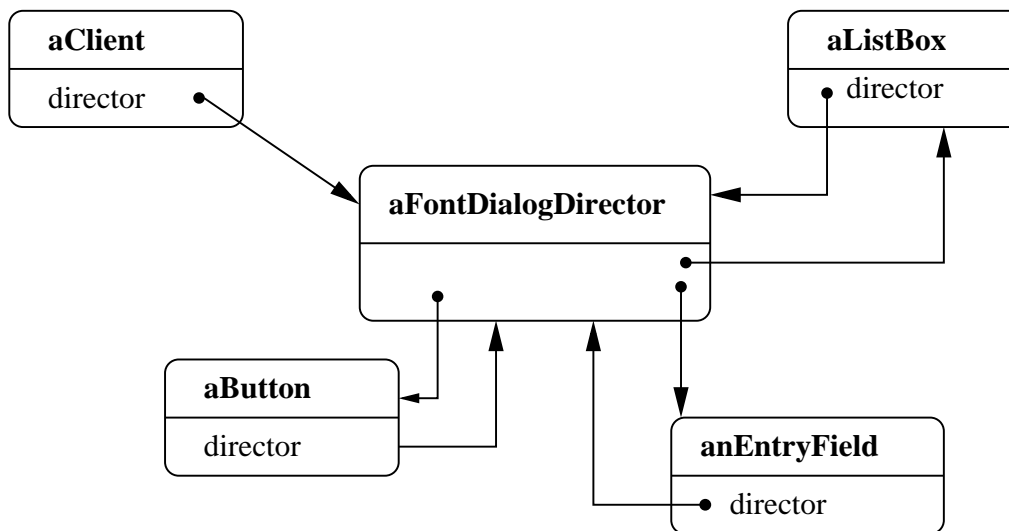 aClient
director
aListBox
director
aFontDialogDirector
aButton
director
anEntryField
director